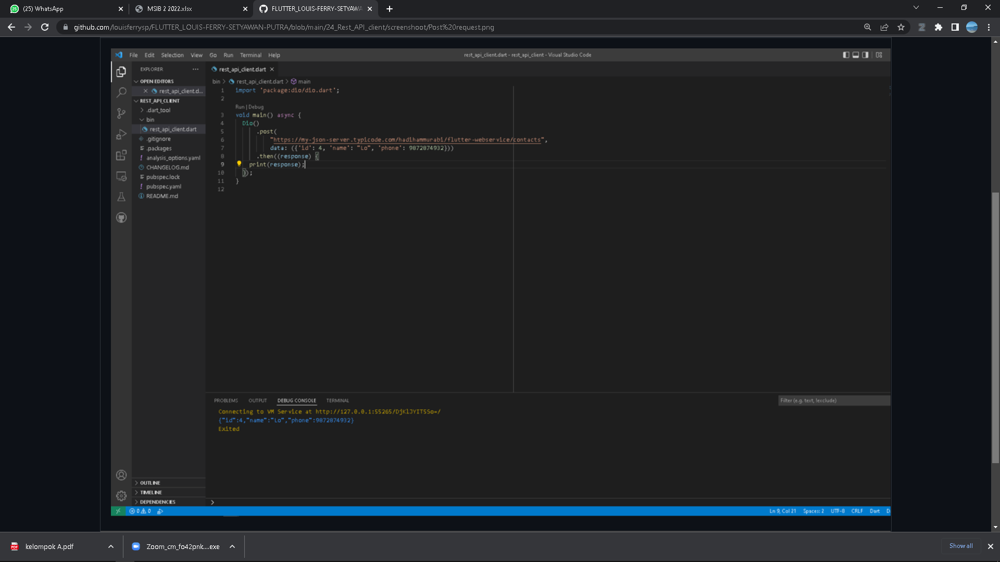 (25) WhatsApp
MSIB 2 2022.xlsx
FLUTTER_LOUIS-FERRY-SETYAWA
github.com/louisferrysp/FLUTTER_LOUIS-FERRY-SETYAWAN-PUTRA/blob/main/24_Rest_API_client/screenshoot/Post%20request.png
File Edit Selection View Go Run Terminal Help
rest_api_client.dart - rest_api_client - Visual Studio Code
EXPLORER
OPEN EDITORS
rest_api_client.d...
REST_API_CLIENT
.dart_tool
bin
rest_api_client.dart
.gitignore
.packages
analysis_options.yaml
CHANGELOG.md
pubspec.lock
pubspec.yaml
README.md
OUTLINE
TIMELINE
DEPENDENCIES
rest_api_client.dart
bin > rest_api_client.dart > main
1 import 'package:dio/dio.dart';
2
Run | Debug
3 void main() async {
4 Dio()
5 .post(
6 "https://my-json-server.typicode.com/hadihammurabi/flutter-webservice/contacts",
7 data: ({'id': 4, 'name': "Lo", 'phone': 9872874932}))
8 .then((response) {
9 print(response);
10 });
11 }
12
PROBLEMS OUTPUT DEBUG CONSOLE TERMINAL
Filter (e.g. text, !exclude)
Connecting to VM Service at http://127.0.0.1:55265/DjKlJYIT5So=/
{"id":4,"name":"Lo","phone":9872874932}
Exited
0 0
Ln 9, Col 21 Spaces: 2 UTF-8 CRLF Dart D
kelompok A.pdf
Zoom_cm_fo42pnk....exe
Show all